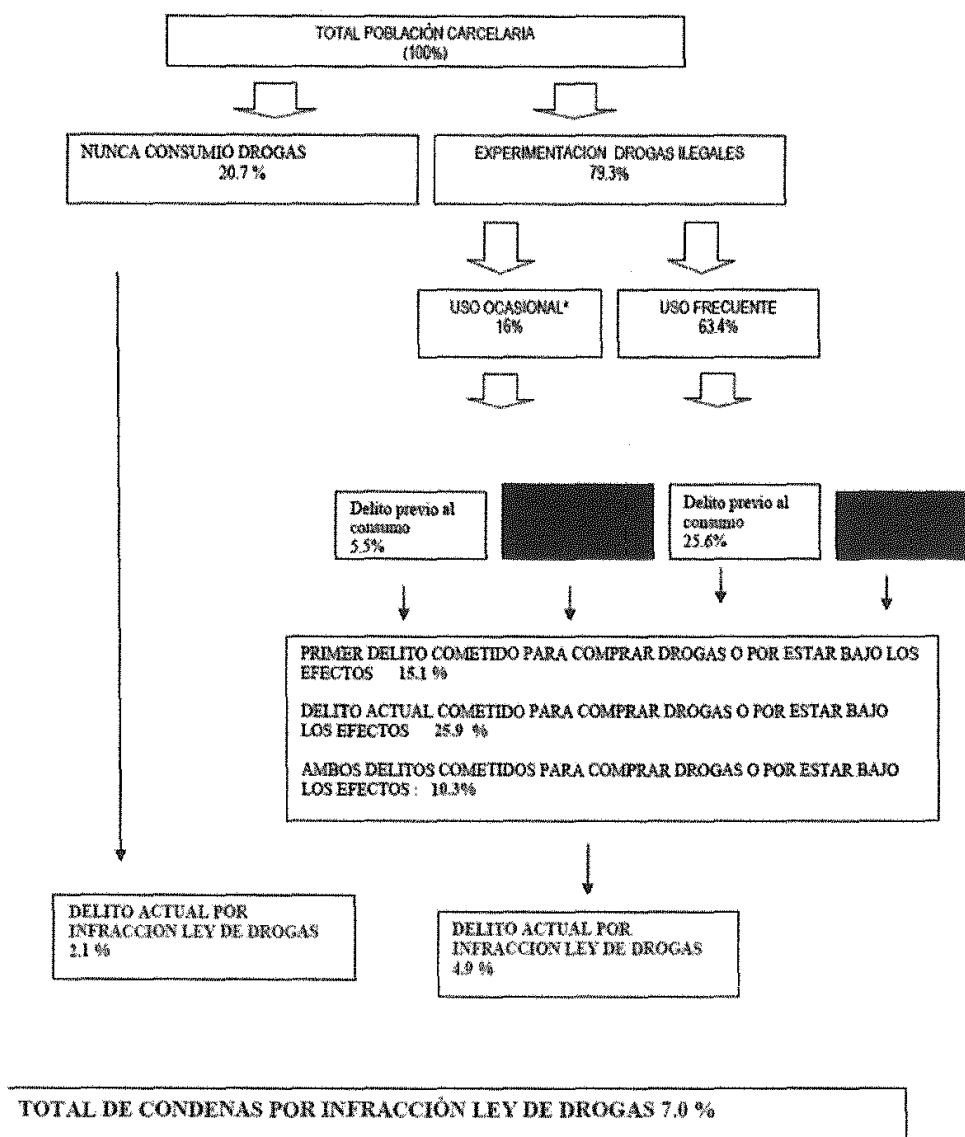 TOTAL POBLACIÓN CARCELARIA
(100%)
NUNCA CONSUMIO DROGAS
20.7 %
EXPERIMENTACION DROGAS ILEGALES
79.3%
USO OCASIONAL*
16%
USO FRECUENTE
63.4%
Delito previo al
consumo
5.5%
Delito previo al
consumo
25.6%
PRIMER DELITO COMETIDO PARA COMPRAR DROGAS O POR ESTAR BAJO LOS
EFECTOS 15.1 %
DELITO ACTUAL COMETIDO PARA COMPRAR DROGAS O POR ESTAR BAJO
LOS EFECTOS 25.9 %
AMBOS DELITOS COMETIDOS PARA COMPRAR DROGAS O POR ESTAR BAJO
LOS EFECTOS : 10.3%
DELITO ACTUAL POR
INFRACCION LEY DE DROGAS
2.1 %
DELITO ACTUAL POR
INFRACCION LEY DE DROGAS
4.9 %
TOTAL DE CONDENAS POR INFRACCIÓN LEY DE DROGAS 7.0 %